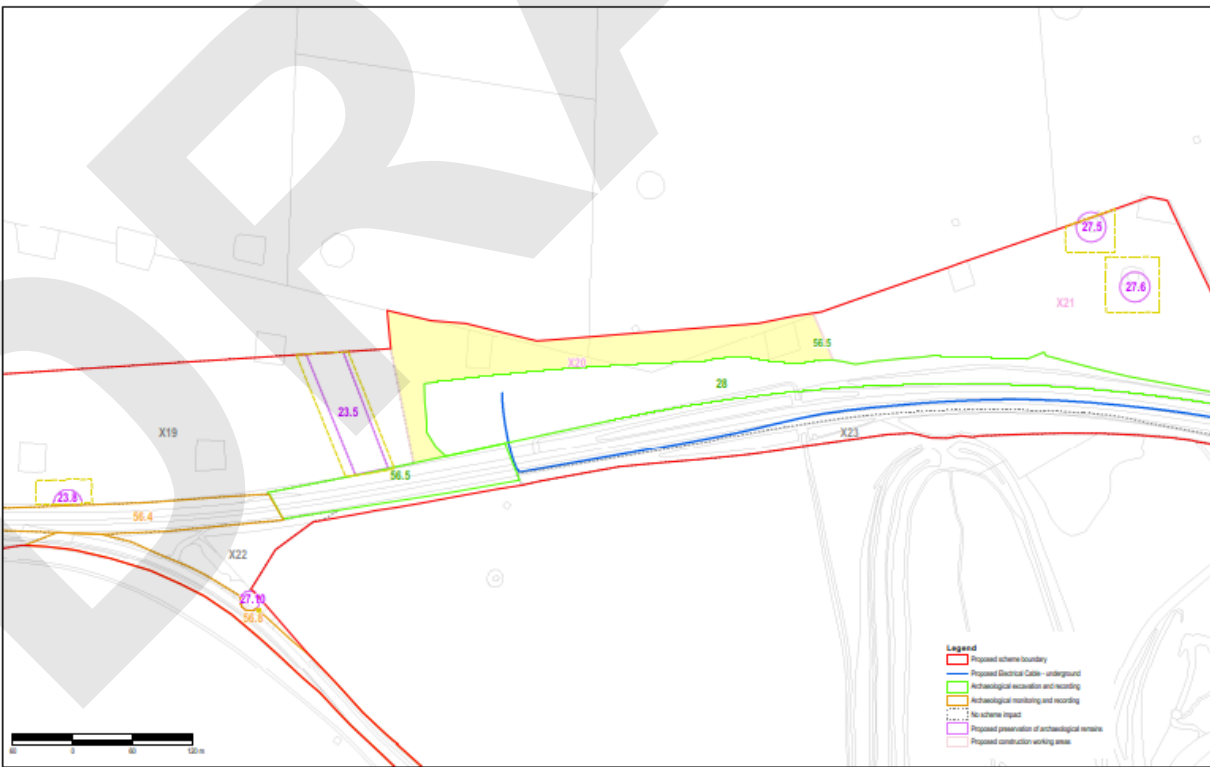 DRA
27.5
27.6
X21
56.5
X20
28
23.5
X19
X23
56.5
23.8
56.4
X22
27.10
56.6
Legend
Proposed scheme boundary
Proposed Electrical Cable - underground
Archaeological excavation and recording
Archaeological monitoring and recording
No scheme impact
Proposed preservation of archaeological remains
Proposed construction working areas
60 0 60 120 m